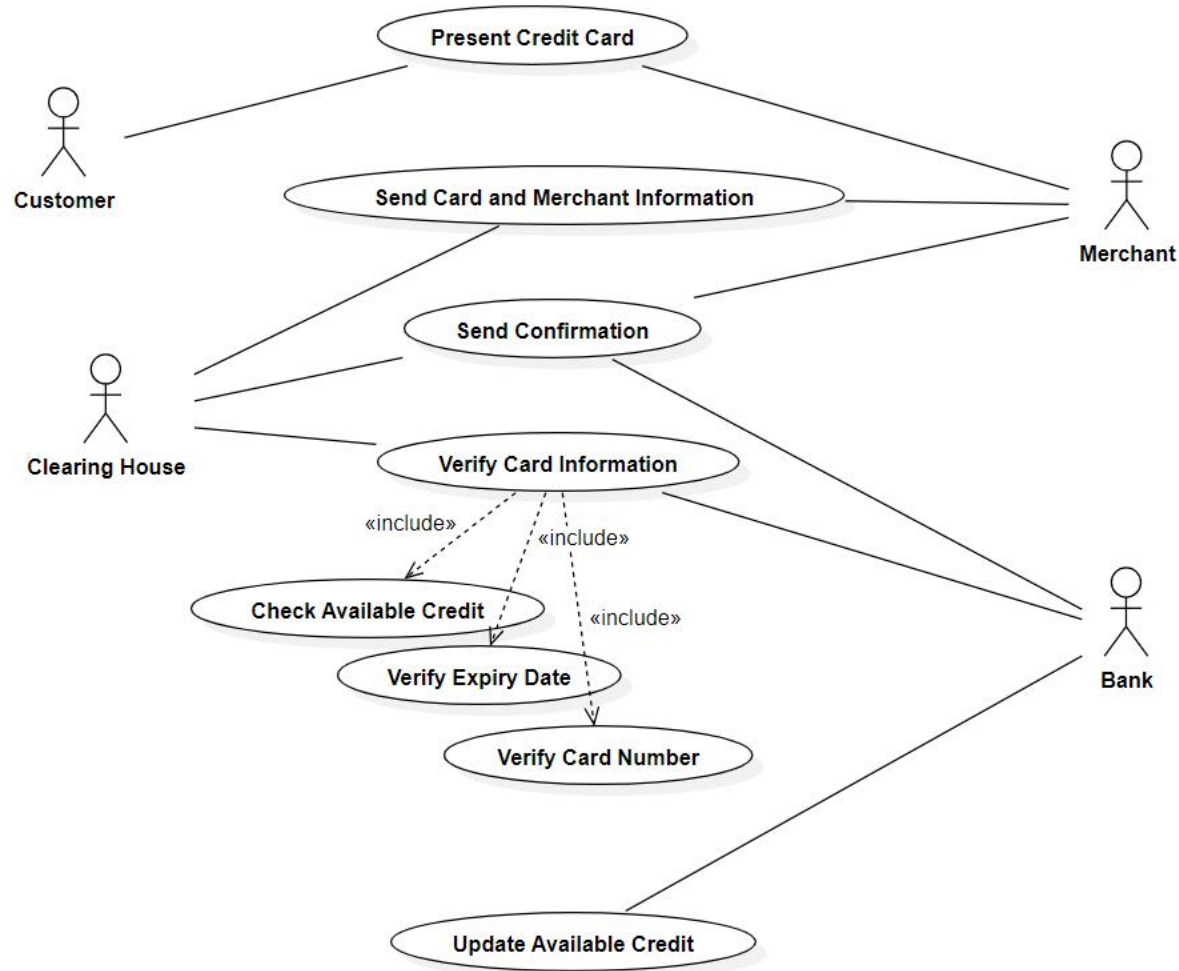 Present Credit Card
Customer
Send Card and Merchant Information
Merchant
Send Confirmation
Clearing House
Verify Card Information
«include»
«include»
Check Available Credit
«include»
Verify Expiry Date
Bank
Verify Card Number
Update Available Credit